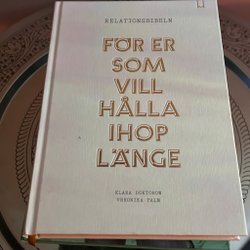 RELATIONSBIBELN
FÖR ER
SOM
VILL
HÅLLA
IHOP
LÄNGE
KLARA DOKTOROW
VERONIKA PALM